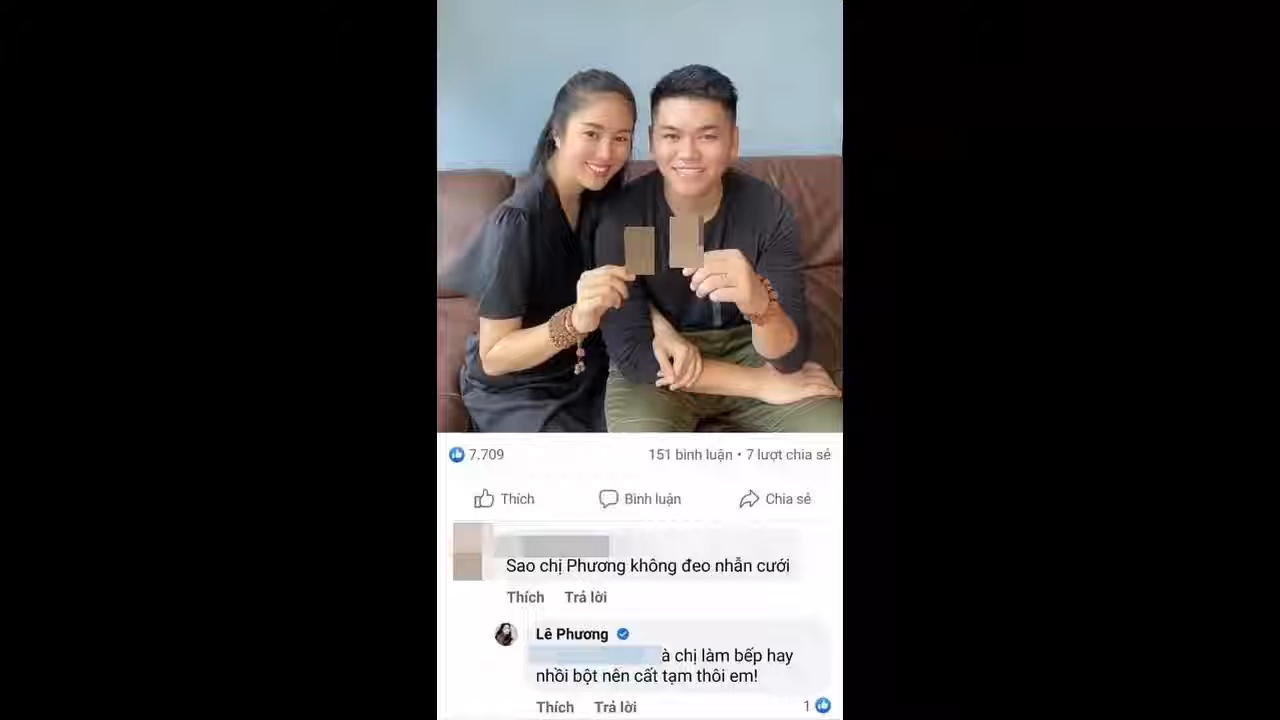 7.709
151 bình luận • 7 lượt chia sẻ
Thích
Bình luận
Chia sẻ
Sao chị Phương không đeo nhẫn cưới
Thích Trả lời
Lê Phương
à chị làm bếp hay
nhồi bột nên cất tạm thôi em!
Thích Trả lời
1